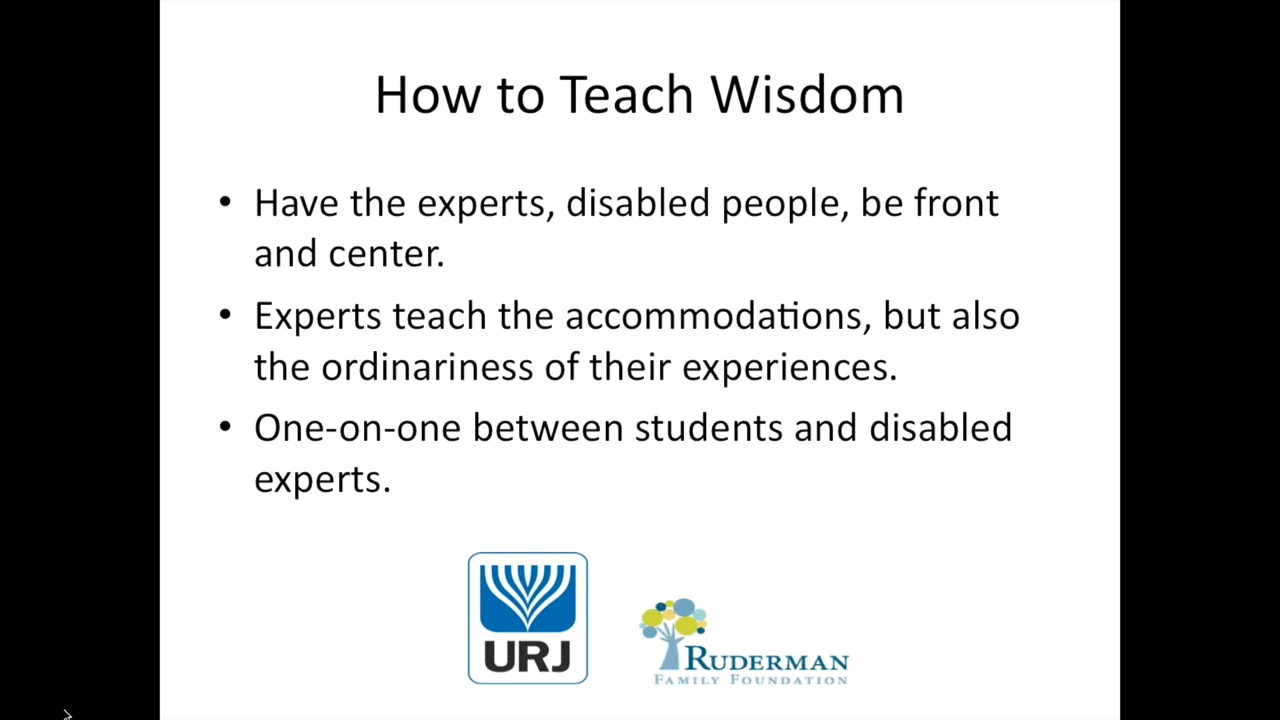 How to Teach Wisdom
• Have the experts, disabled people, be front
and center.
• Experts teach the accommodations, but also
the ordinariness of their experiences.
• One-on-one between students and disabled
experts.
URJ
RUDERMAN
FAMILY FOUNDATION